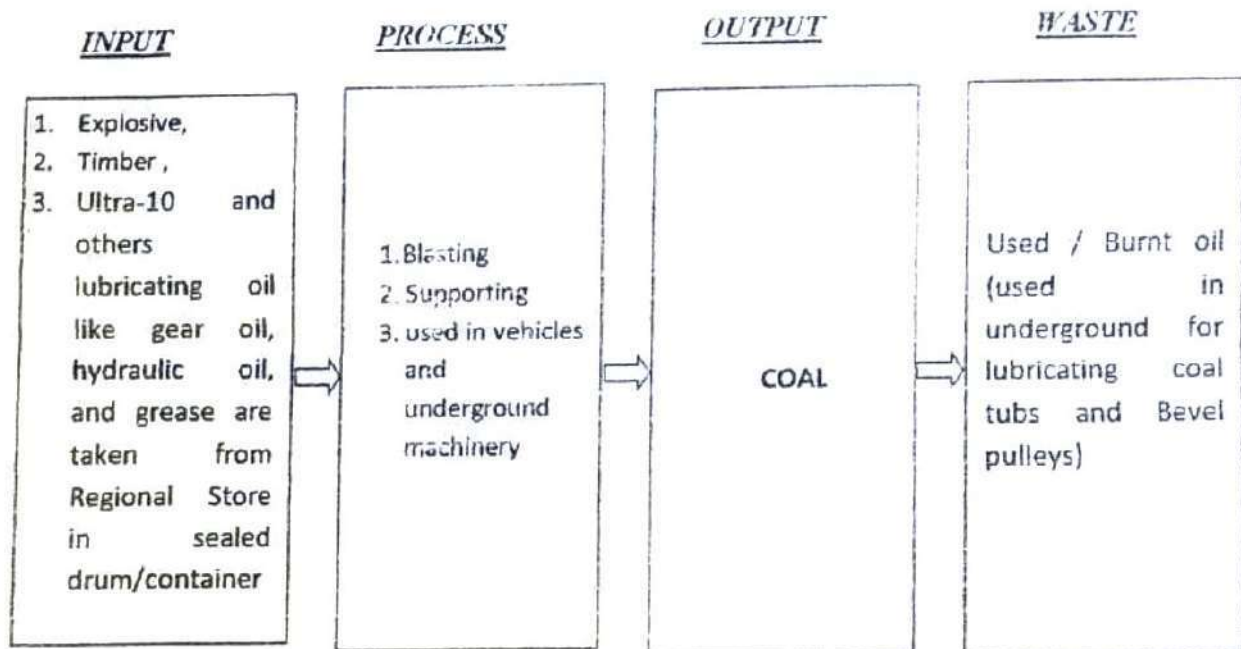 INPUT
PROCESS
OUTPUT
WASTE
1. Explosive,
2. Timber ,
3. Ultra-10 and
others
lubricating oil
like gear oil,
hydraulic oil,
and grease are
taken from
Regional Store
in sealed
drum/container
1. Blasting
2. Supporting
3. used in vehicles
and
underground
machinery
COAL
Used / Burnt oil
(used in
underground for
lubricating coal
tubs and Bevel
pulleys)